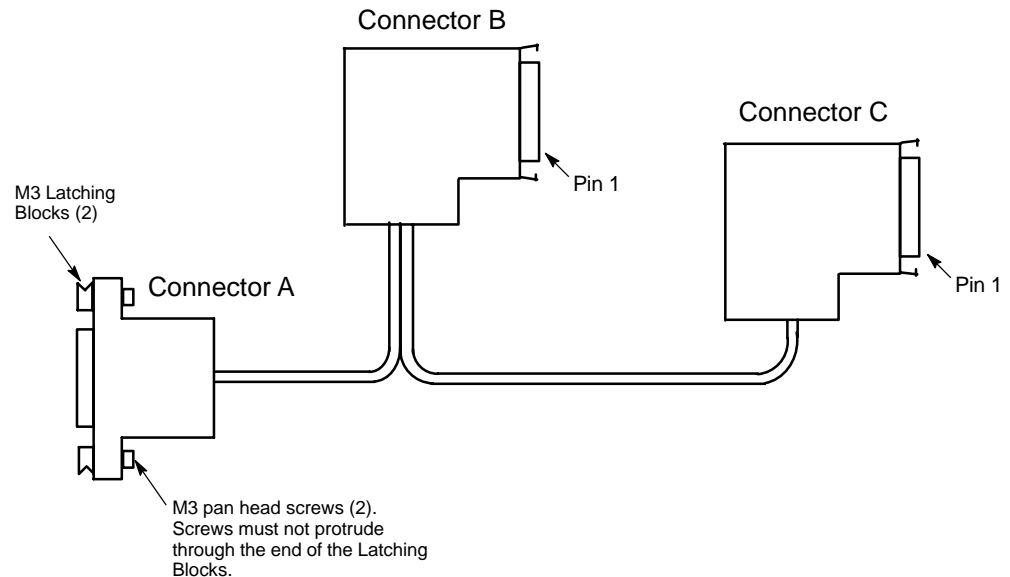 Connector B
Connector C
Pin 1
M3 Latching
Blocks (2)
Connector A
Pin 1
M3 pan head screws (2).
Screws must not protrude
through the end of the Latching
Blocks.